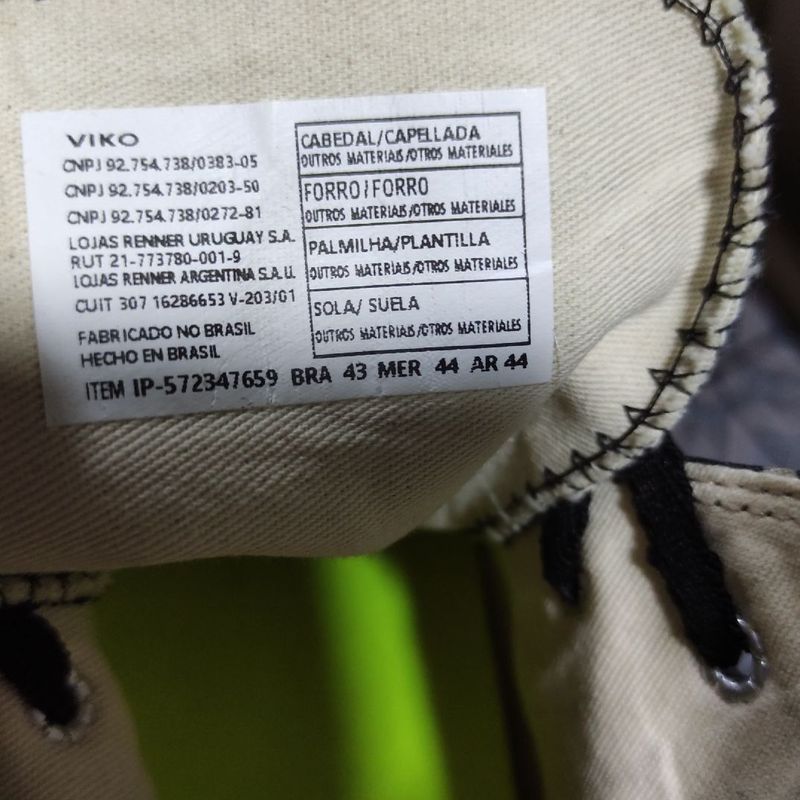 VIKO
CNPJ 92.754.738/0383-05
CNPJ 92.754.738/0203-50
CNPJ 92.754.738/0272-81
LOJAS RENNER URUGUAY S.A.
RUT 21-773780-001-9
LOJAS RENNER ARGENTINA S.A.U.
CUIT 307 16286653 V-203/01
FABRICADO NO BRASIL
HECHO EN BRASIL
CABEDAL/CAPELLADA
OUTROS MATERIAIS/OTROS MATERIALES
FORRO/FORRO
OUTROS MATERIAIS/OTROS MATERIALES
PALMILHA/PLANTILLA
OUTROS MATERIAIS/OTROS MATERIALES
SOLA/ SUELA
OUTROS MATERIAIS/OTROS MATERIALES
ITEM IP-572347659 BRA 43 MER 44 AR 44